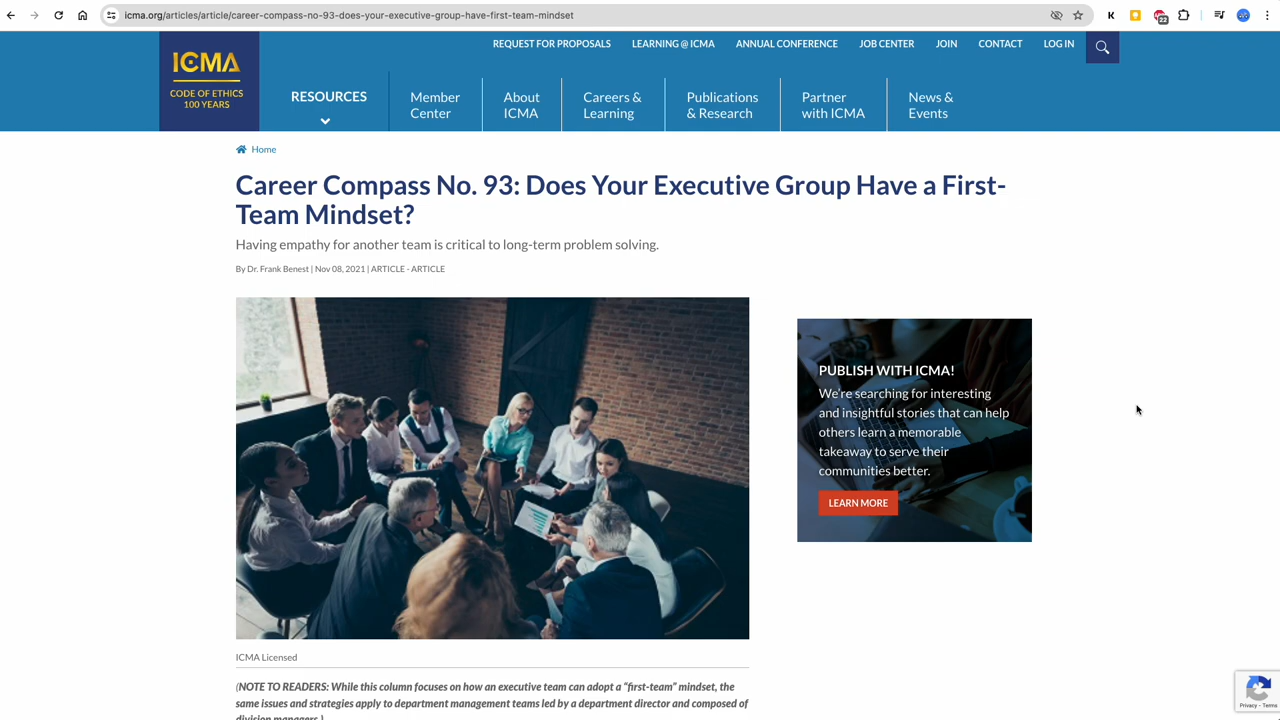 icma.org/articles/article/career-compass-no-93-does-your-executive-group-have-first-team-mindset
K
22
REQUEST FOR PROPOSALS LEARNING @ ICMA ANNUAL CONFERENCE JOB CENTER JOIN CONTACT LOG IN
ICMA
CODE OF ETHICS
100 YEARS
RESOURCES
Member
Center
About
ICMA
Careers &
Learning
Publications
& Research
Partner
with ICMA
News &
Events
Home
Career Compass No. 93: Does Your Executive Group Have a First-
Team Mindset?
Having empathy for another team is critical to long-term problem solving.
By Dr. Frank Benest | Nov 08, 2021 | ARTICLE - ARTICLE
PUBLISH WITH ICMA!
We're searching for interesting
and insightful stories that can help
others learn a memorable
takeaway to serve their
communities better.
LEARN MORE
ICMA Licensed
(NOTE TO READERS: While this column focuses on how an executive team can adopt a “first-team” mindset, the
same issues and strategies apply to department management teams led by a department director and composed of
division managers.)
Privacy - Terms